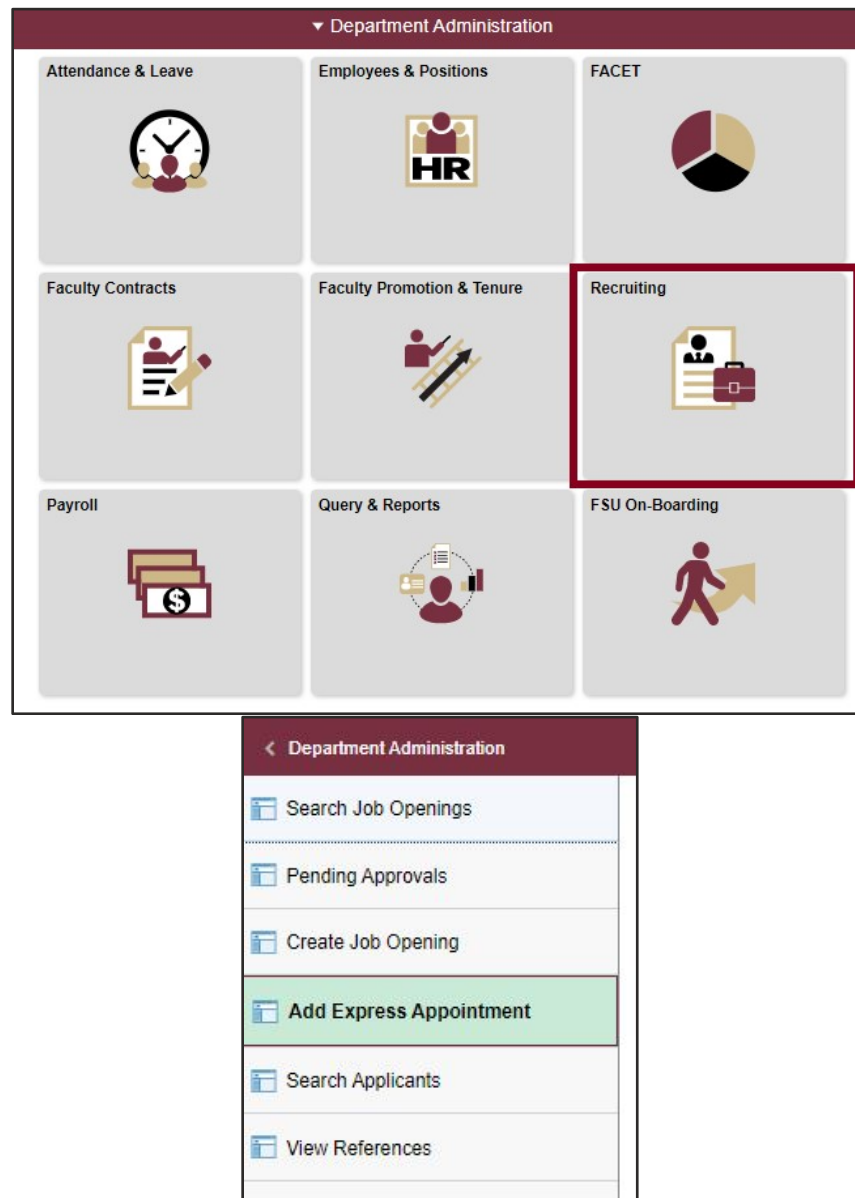 Department Administration
Attendance & Leave
Employees & Positions
HR
FACET
Faculty Contracts
Faculty Promotion & Tenure
Recruiting
Payroll
$
Query & Reports
FSU On-Boarding
Department Administration
Search Job Openings
Pending Approvals
Create Job Opening
Add Express Appointment
Search Applicants
View References